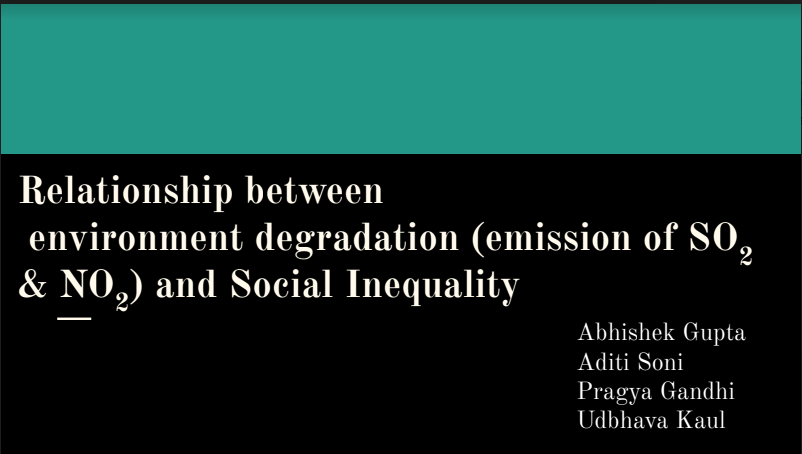 Relationship between
environment degradation (emission of SO₂
& NO₂) and Social Inequality
Abhishek Gupta
Aditi Soni
Pragya Gandhi
Udbhava Kaul